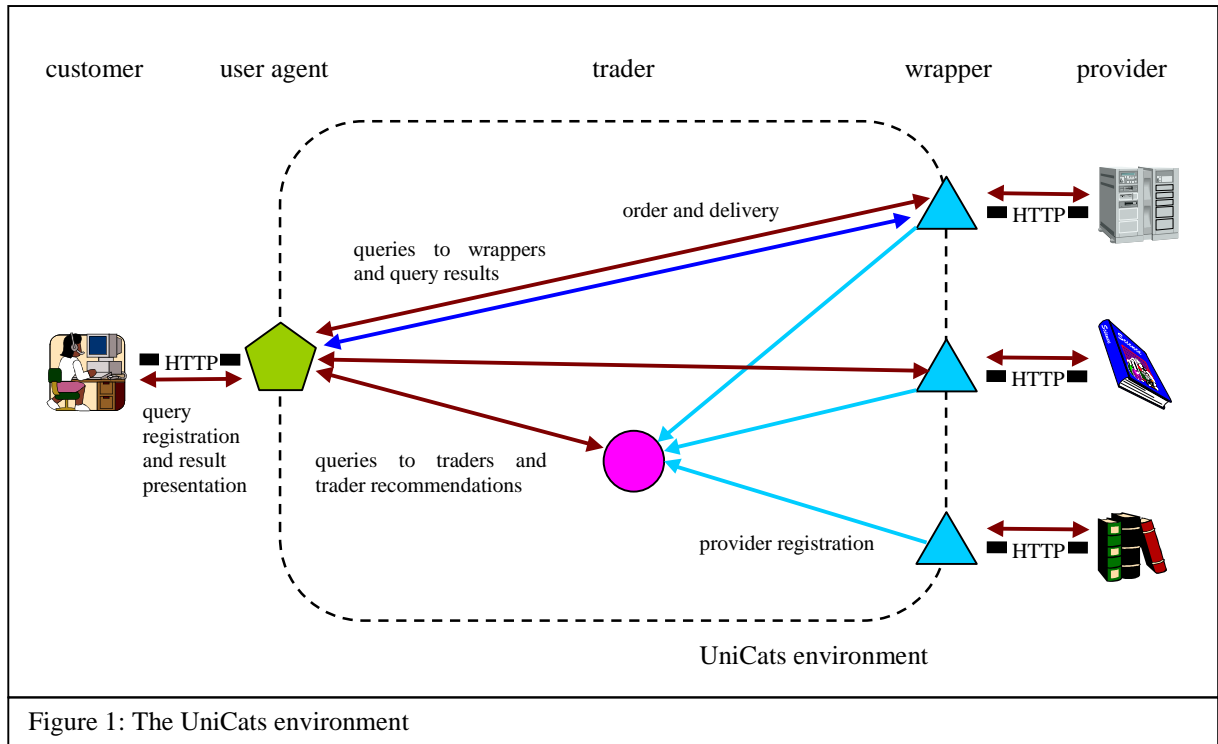 customer user agent trader wrapper provider
order and delivery
HTTP
queries to wrappers
and query results
HTTP
HTTP
query
registration
and result
presentation
queries to traders and
trader recommendations
provider registration
HTTP
UniCats environment
Figure 1: The UniCats environment